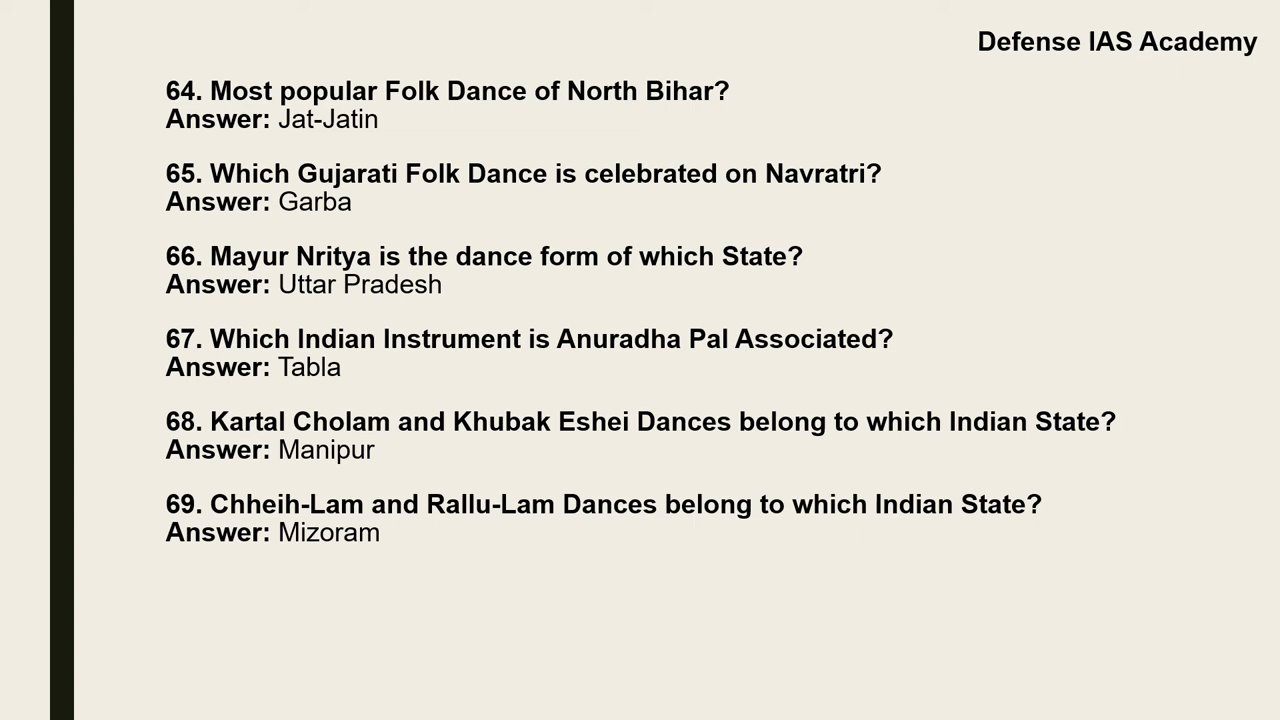 Defense IAS Academy
64. Most popular Folk Dance of North Bihar?
Answer: Jat-Jatin
65. Which Gujarati Folk Dance is celebrated on Navratri?
Answer: Garba
66. Mayur Nritya is the dance form of which State?
Answer: Uttar Pradesh
67. Which Indian Instrument is Anuradha Pal Associated?
Answer: Tabla
68. Kartal Cholam and Khubak Eshei Dances belong to which Indian State?
Answer: Manipur
69. Chheih-Lam and Rallu-Lam Dances belong to which Indian State?
Answer: Mizoram